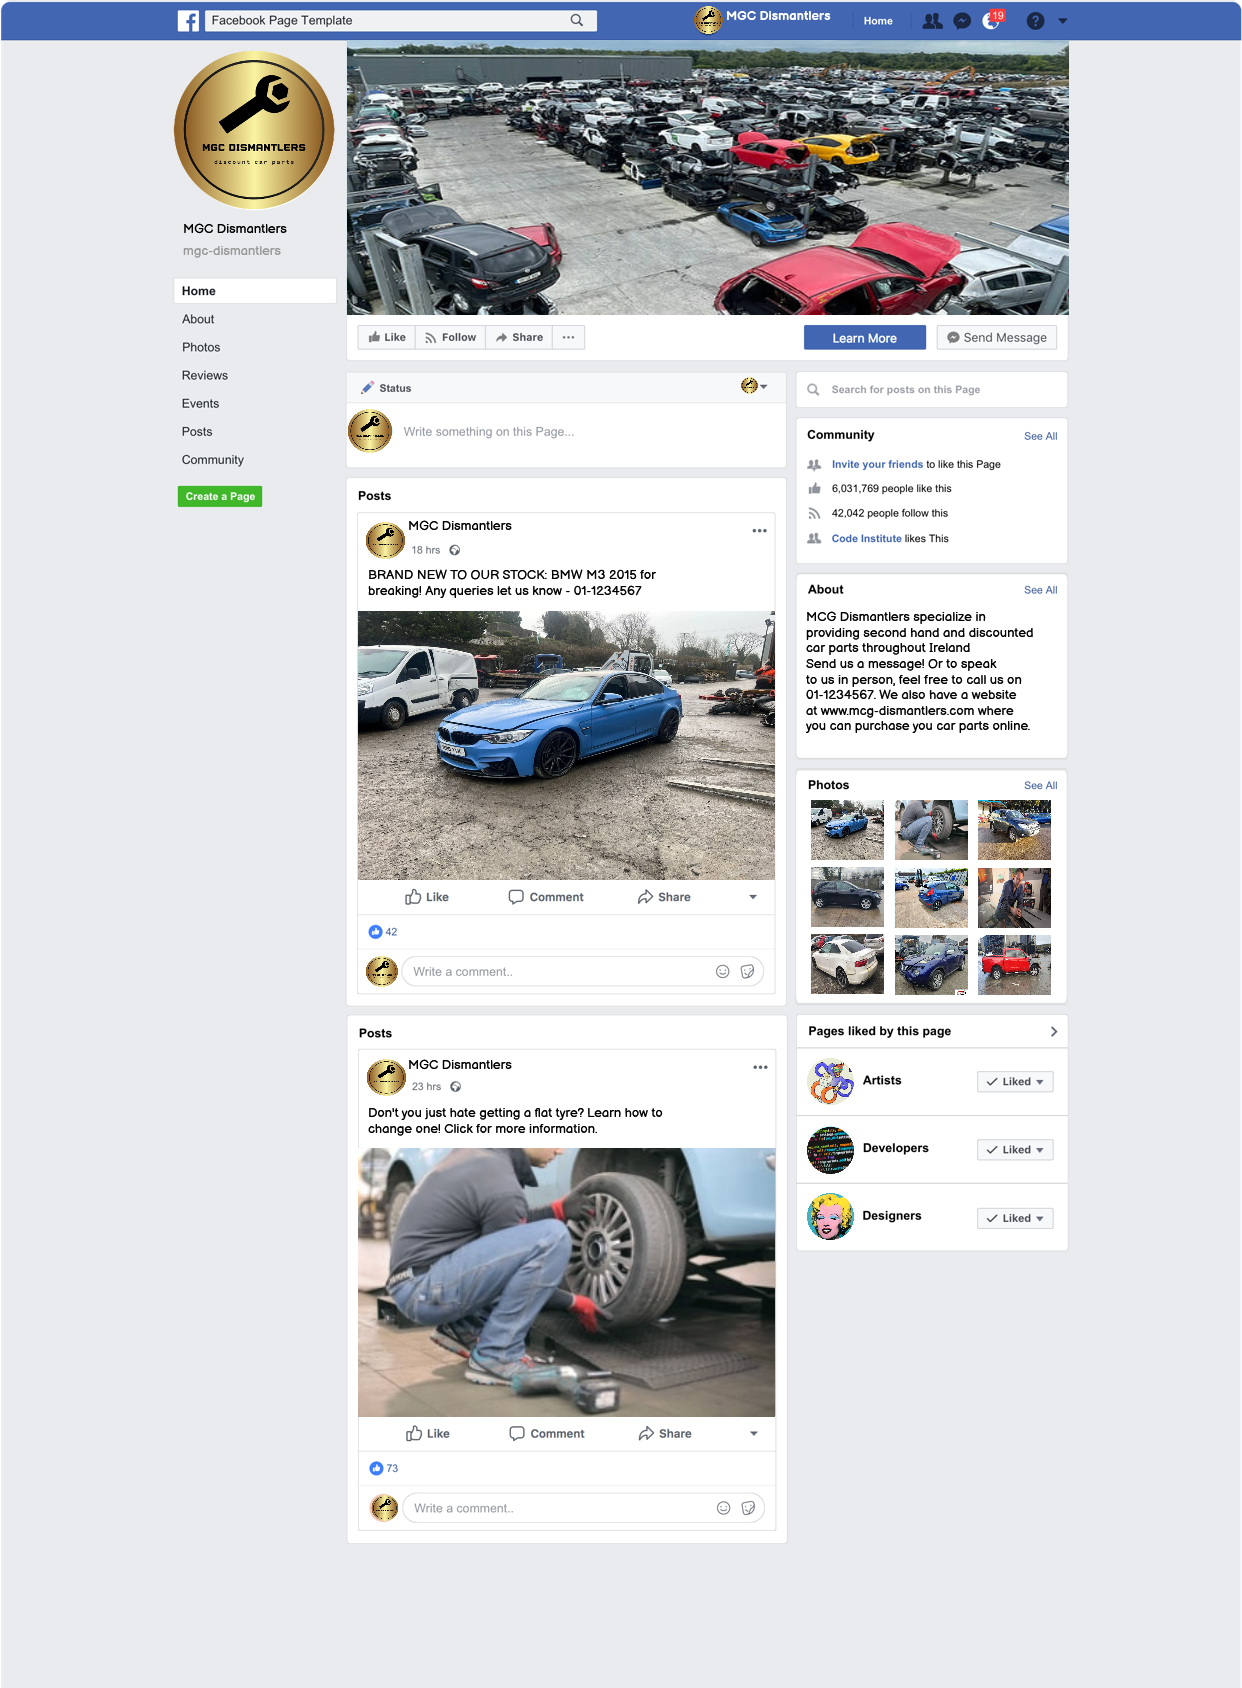 Facebook Page Template
MGC Dismantlers
Home
19
MGC DISMANTLERS
discount car parts
MGC Dismantlers
mgc-dismantlers
Home
About
Photos
Reviews
Events
Posts
Community
Create a Page
Like
Follow
Share
Learn More
Send Message
Status
Write something on this Page...
Posts
MGC Dismantlers
18 hrs
BRAND NEW TO OUR STOCK: BMW M3 2015 for
breaking! Any queries let us know - 01-1234567
Like
Comment
Share
42
Write a comment..
Posts
MGC Dismantlers
23 hrs
Don't you just hate getting a flat tyre? Learn how to
change one! Click for more information.
Like
Comment
Share
73
Write a comment..
Search for posts on this Page
Community
See All
Invite your friends to like this Page
6,031,769 people like this
42,042 people follow this
Code Institute likes This
About
See All
MCG Dismantlers specialize in
providing second hand and discounted
car parts throughout Ireland
Send us a message! Or to speak
to us in person, feel free to call us on
01-1234567. We also have a website
at www.mcg-dismantlers.com where
you can purchase you car parts online.
Photos
See All
Pages liked by this page
Artists
Liked
Developers
Liked
Designers
Liked